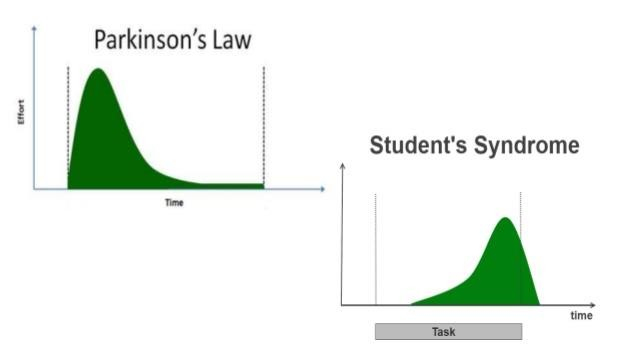 Parkinson's Law
Effort
Time
Student's Syndrome
time
Task